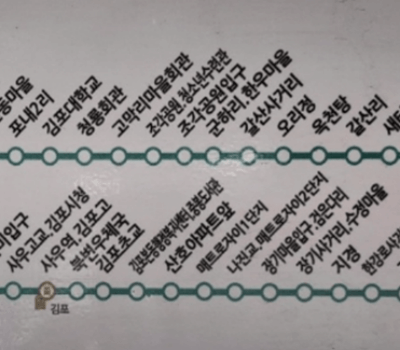 포내2리
김포대학교
청룡회관
고막리마을회관
조각공원.청소년수련관
조각공원입구
군하리.한우마을
갈산사거리
오리정
옥천탕
갈산리
사우고교.김포시청
사우역.김포고
북변우체국
김포초교
산호아파트앞
메트로자이1단지
나진교.메트로자이2단지
장기마을입구.검은다리
장기사거리.수정마을
지경
김포